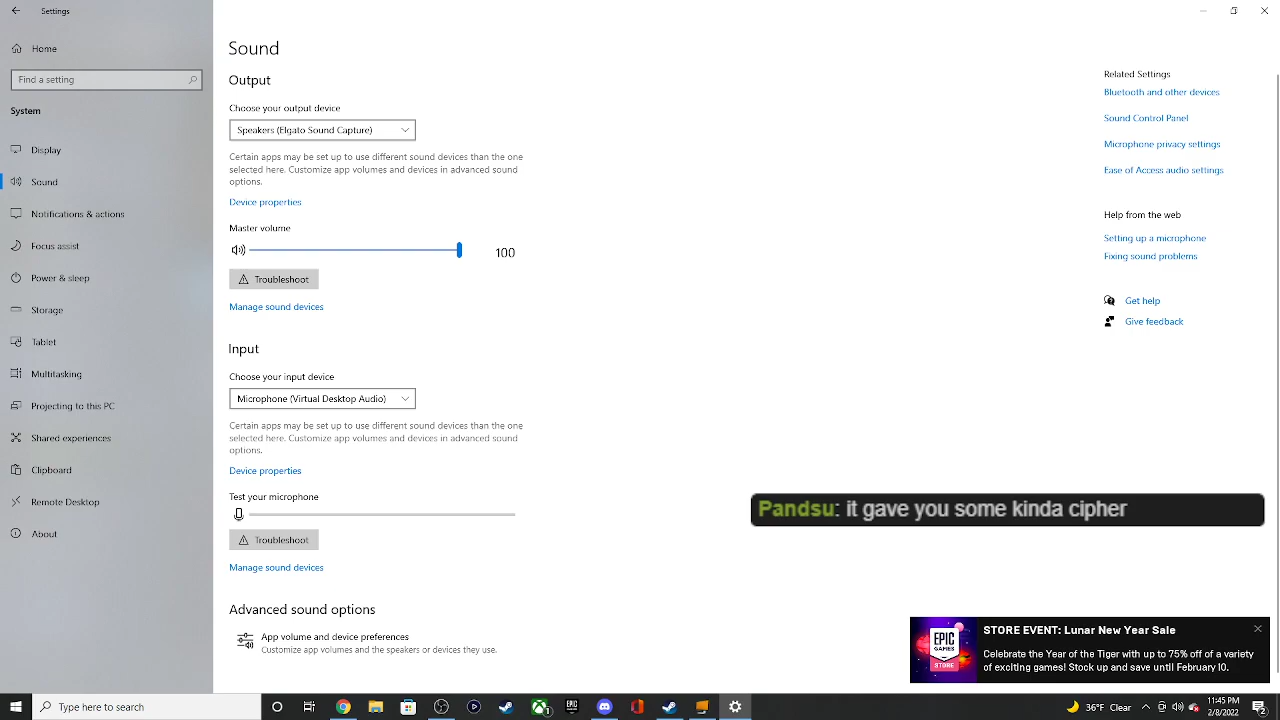 Settings
Home
Find a setting
System
Display
Sound
Notifications & actions
Focus assist
Power & sleep
Storage
Tablet
Multitasking
Projecting to this PC
Shared experiences
Clipboard
Remote Desktop
About
Sound
Output
Choose your output device
Speakers (Elgato Sound Capture)
Certain apps may be set up to use different sound devices than the one
selected here. Customize app volumes and devices in advanced sound
options.
Device properties
Master volume
100
Troubleshoot
Manage sound devices
Input
Choose your input device
Microphone (Virtual Desktop Audio)
Certain apps may be set up to use different sound devices than the one
selected here. Customize app volumes and devices in advanced sound
options.
Device properties
Test your microphone
Troubleshoot
Manage sound devices
Advanced sound options
App volume and device preferences
Customize app volumes and the speakers or devices they use.
Related Settings
Bluetooth and other devices
Sound Control Panel
Microphone privacy settings
Ease of Access audio settings
Help from the web
Setting up a microphone
Fixing sound problems
Get help
Give feedback
Pandsu: it gave you some kinda cipher
EPIC
GAMES
STORE
STORE EVENT: Lunar New Year Sale
Celebrate the Year of the Tiger with up to 75% off of a variety
of exciting games! Stock up and save until February 10.
Type here to search
EPIC
36°F Clear
11:45 PM
2/8/2022